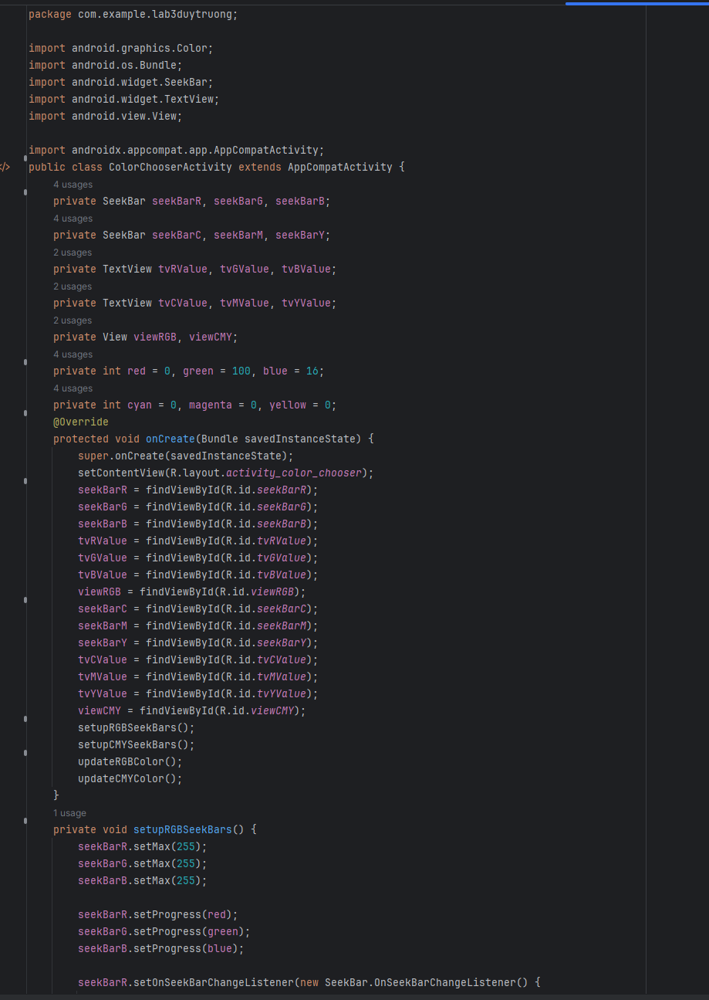 package com.example.lab3duytruong;
import android.graphics.Color;
import android.os.Bundle;
import android.widget.SeekBar;
import android.widget.TextView;
import android.view.View;
import androidx.appcompat.app.AppCompatActivity;
</> public class ColorChooserActivity extends AppCompatActivity {
4 usages
private SeekBar seekBarR, seekBarG, seekBarB;
4 usages
private SeekBar seekBarC, seekBarM, seekBarY;
2 usages
private TextView tvRValue, tvGValue, tvBValue;
2 usages
private TextView tvCValue, tvMValue, tvYValue;
2 usages
private View viewRGB, viewCMY;
4 usages
private int red = 0, green = 100, blue = 16;
4 usages
private int cyan = 0, magenta = 0, yellow = 0;
@Override
protected void onCreate(Bundle savedInstanceState) {
super.onCreate(savedInstanceState);
setContentView(R.layout.activity_color_chooser);
seekBarR = findViewById(R.id.seekBarR);
seekBarG = findViewById(R.id.seekBarG);
seekBarB = findViewById(R.id.seekBarB);
tvRValue = findViewById(R.id.tvRValue);
tvGValue = findViewById(R.id.tvGValue);
tvBValue = findViewById(R.id.tvBValue);
viewRGB = findViewById(R.id.viewRGB);
seekBarC = findViewById(R.id.seekBarC);
seekBarM = findViewById(R.id.seekBarM);
seekBarY = findViewById(R.id.seekBarY);
tvCValue = findViewById(R.id.tvCValue);
tvMValue = findViewById(R.id.tvMValue);
tvYValue = findViewById(R.id.tvYValue);
viewCMY = findViewById(R.id.viewCMY);
setupRGBSeekBars();
setupCMYSeekBars();
updateRGBColor();
updateCMYColor();
}
1 usage
private void setupRGBSeekBars() {
seekBarR.setMax(255);
seekBarG.setMax(255);
seekBarB.setMax(255);
seekBarR.setProgress(red);
seekBarG.setProgress(green);
seekBarB.setProgress(blue);
seekBarR.setOnSeekBarChangeListener(new SeekBar.OnSeekBarChangeListener() {